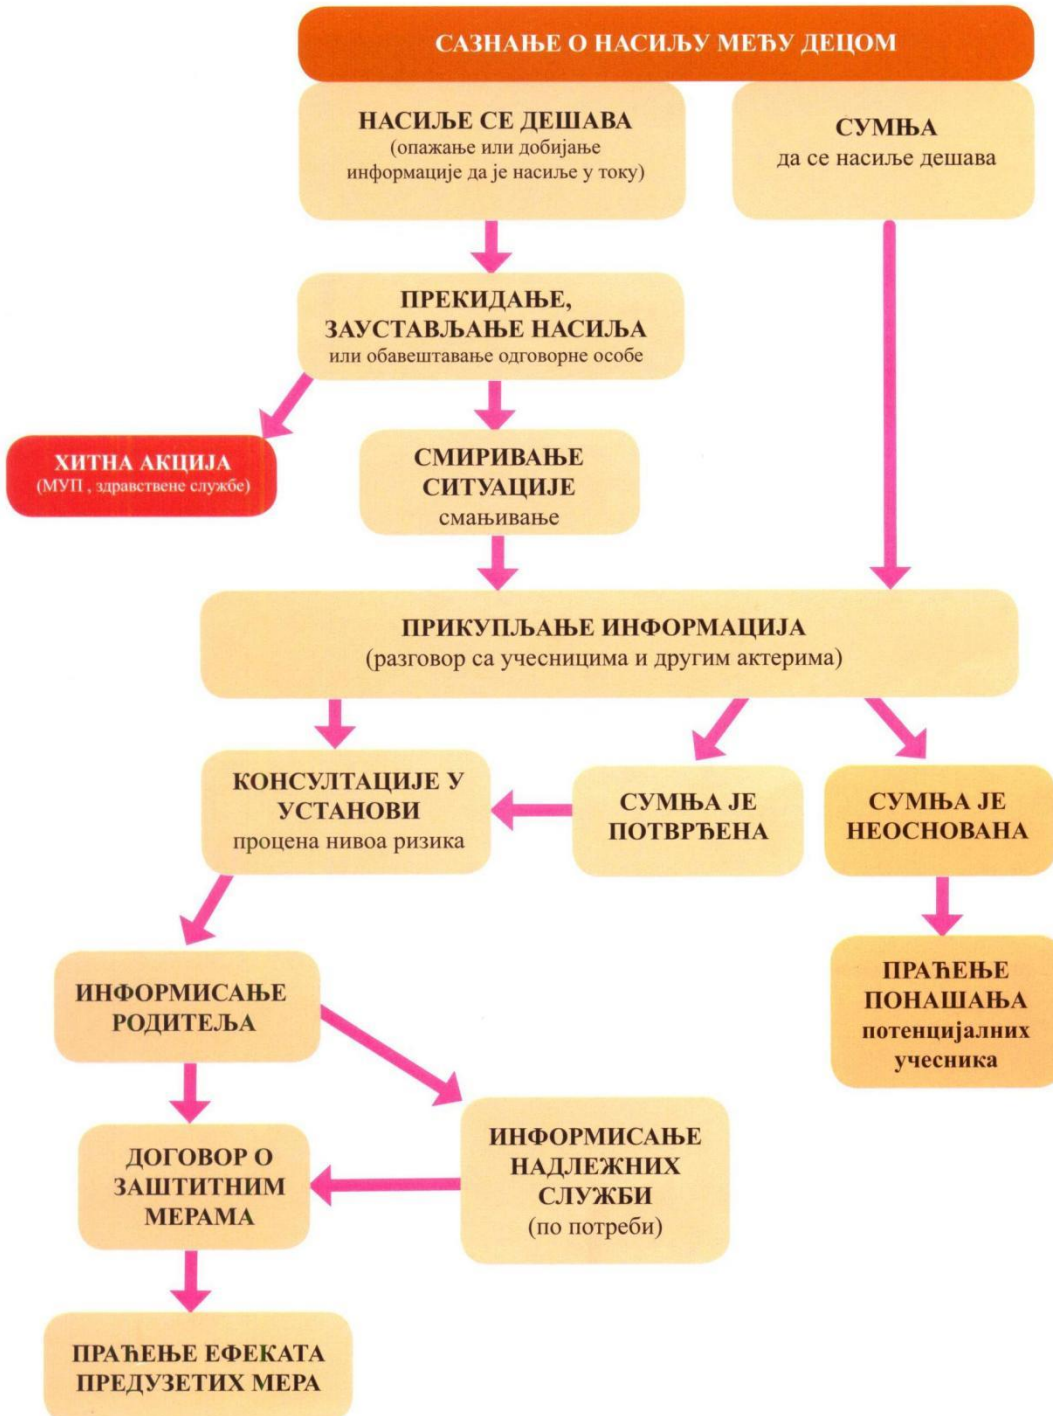 САЗНАЊЕ О НАСИЉУ МЕЂУ ДЕЦОМ
НАСИЉЕ СЕ ДЕШАВА
(опажање или добијање
информације да је насиље у току)
СУМЊА
да се насиље дешава
ПРЕКИДАЊЕ,
ЗАУСТАВЉАЊЕ НАСИЉА
или обавештавање одговорне особе
ХИТНА АКЦИЈА
(МУП , здравствене службе)
СМИРИВАЊЕ
СИТУАЦИЈЕ
смањивање
ПРИКУПЉАЊЕ ИНФОРМАЦИЈА
(разговор са учесницима и другим актерима)
КОНСУЛТАЦИЈЕ У
УСТАНОВИ
процена нивоа ризика
СУМЊА ЈЕ
ПОТВРЂЕНА
СУМЊА ЈЕ
НЕОСНОВАНА
ПРАЋЕЊЕ
ПОНАШАЊА
потенцијалних
учесника
ИНФОРМИСАЊЕ
РОДИТЕЉА
ИНФОРМИСАЊЕ
НАДЛЕЖНИХ
СЛУЖБИ
(по потреби)
ДОГОВОР О
ЗАШТИТНИМ
МЕРАМА
ПРАЋЕЊЕ ЕФЕКАТА
ПРЕДУЗЕТИХ МЕРА